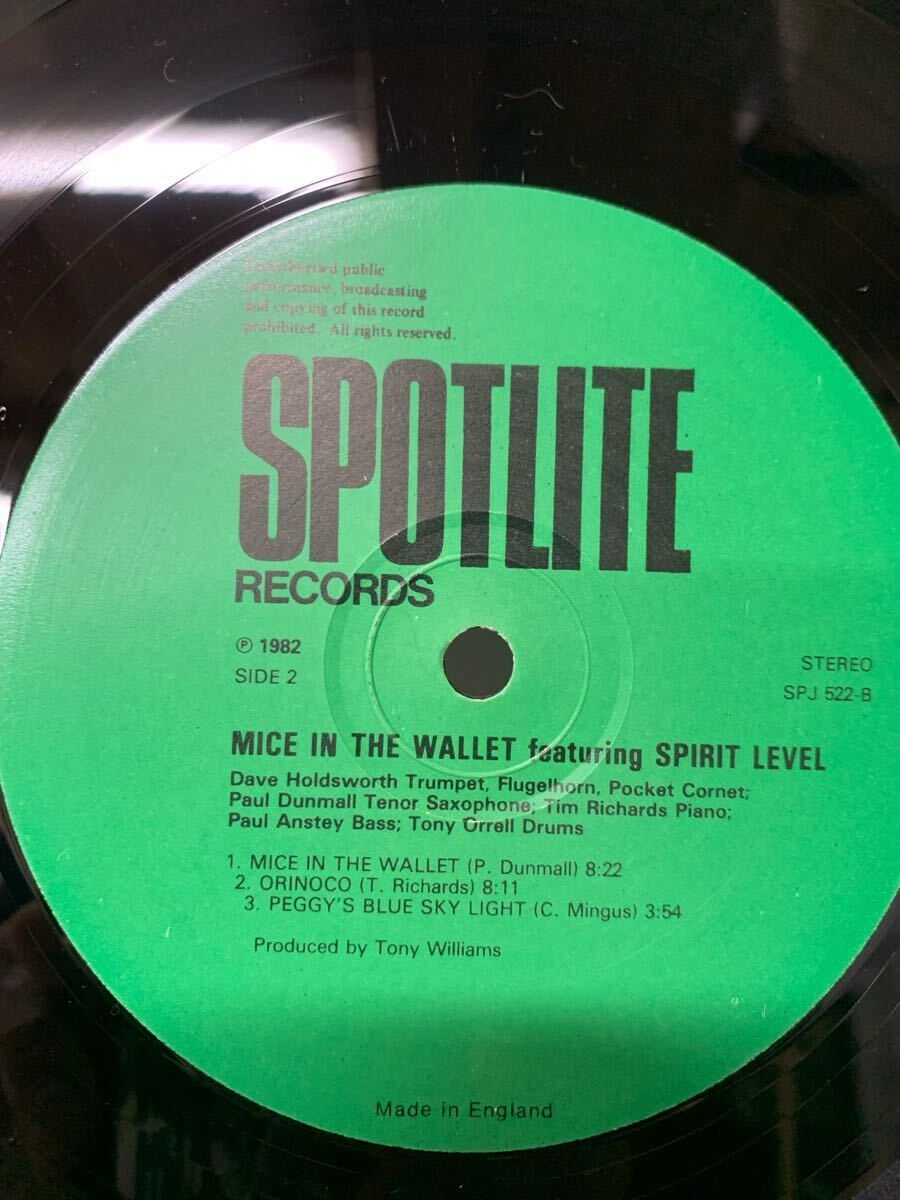 Unauthorised public
performance, broadcasting
and copying of this record
prohibited. All rights reserved.
SPOTLITE
RECORDS
℗ 1982
SIDE 2
STEREO
SPJ 522-B
MICE IN THE WALLET featuring SPIRIT LEVEL
Dave Holdsworth Trumpet, Flugelhorn, Pocket Cornet;
Paul Dunmall Tenor Saxophone; Tim Richards Piano;
Paul Anstey Bass; Tony Orrell Drums
1. MICE IN THE WALLET (P. Dunmall) 8:22
2. ORINOCO (T. Richards) 8:11
3. PEGGY'S BLUE SKY LIGHT (C. Mingus) 3:54
Produced by Tony Williams
Made in England